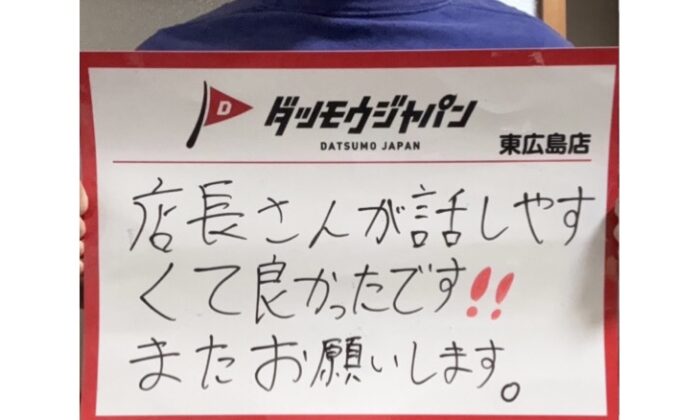 D ダツモウジャパン
DATSUMO JAPAN
東広島店
店長さんが話しやす
くて良かったです!!
またお願いします。